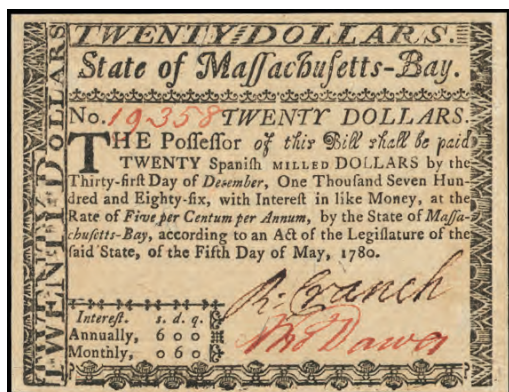 TWENTY DOLLARS.
State of Maſſachuſetts-Bay.
No. 19358 TWENTY DOLLARS.
THE Poſſeſſor of this Bill ſhall be paid
TWENTY Spaniſh MILLED DOLLARS by the
Thirty-firſt Day of December, One Thouſand Seven Hun-
dred and Eighty-ſix, with Intereſt in like Money, at the
Rate of Five per Centum per Annum, by the State of Maſſa-
chuſetts-Bay, according to an Act of the Legiſlature of the
ſaid State, of the Fifth Day of May, 1780.
R. Cranch
Intereſt. s. d. q.
Annually, 6 0 0
Monthly, 0 6 0
Tho Dawes
TWENTY DOLLARS